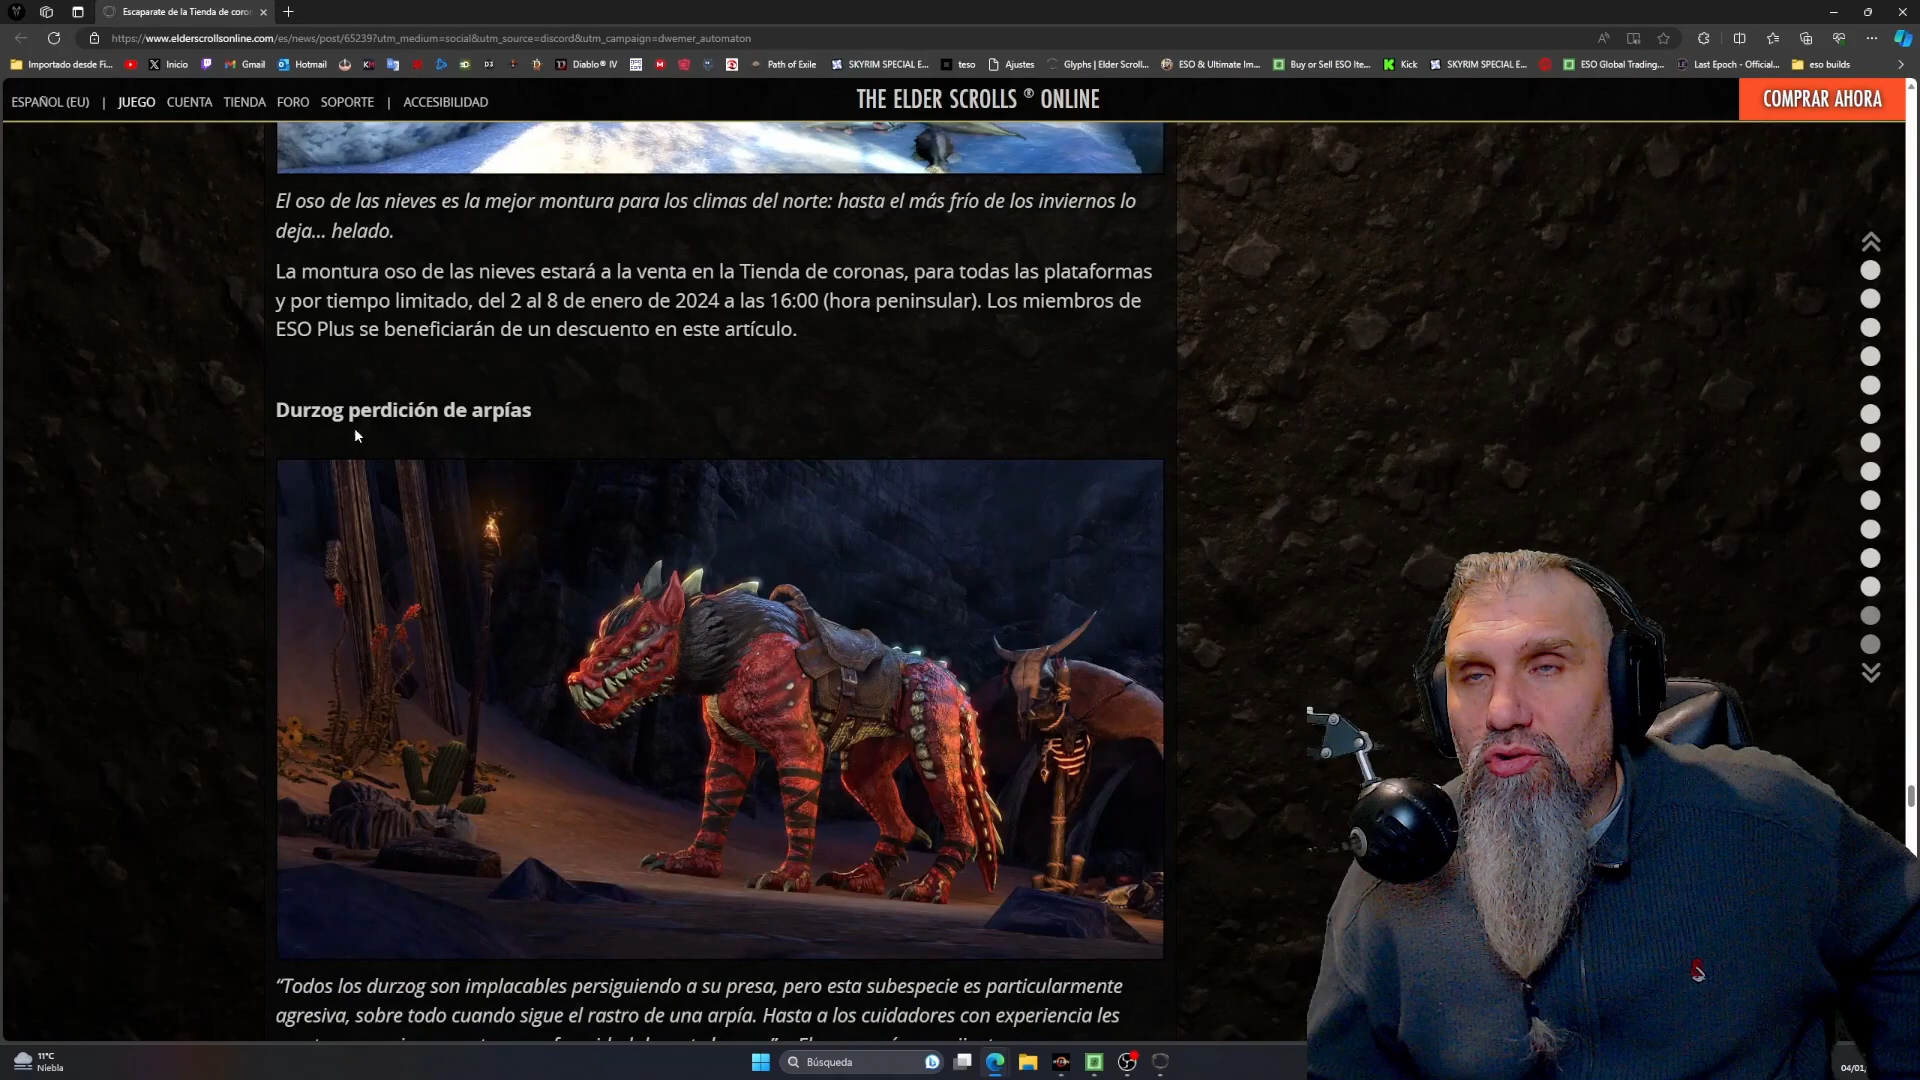 Escaparate de la Tienda de coro
https://www.elderscrollsonline.com/es/news/post/65239?utm_medium=social&utm_source=discord&utm_campaign=dwemer_automaton
Importado desde Fi... Inicio Gmail Hotmail Diablo® IV Path of Exile SKYRIM SPECIAL E... teso Ajustes Glyphs | Elder Scroll... ESO & Ultimate Im... Buy or Sell ESO Ite... Kick SKYRIM SPECIAL E... ESO Global Trading... Last Epoch - Official... eso builds
ESPAÑOL (EU) | JUEGO CUENTA TIENDA FORO SOPORTE | ACCESIBILIDAD THE ELDER SCROLLS ® ONLINE COMPRAR AHORA
El oso de las nieves es la mejor montura para los climas del norte: hasta el más frío de los inviernos lo
deja... helado.
La montura oso de las nieves estará a la venta en la Tienda de coronas, para todas las plataformas
y por tiempo limitado, del 2 al 8 de enero de 2024 a las 16:00 (hora peninsular). Los miembros de
ESO Plus se beneficiarán de un descuento en este artículo.
Durzog perdición de arpías
“Todos los durzog son implacables persiguiendo a su presa, pero esta subespecie es particularmente
agresiva, sobre todo cuando sigue el rastro de una arpía. Hasta a los cuidadores con experiencia les
11°C
Niebla
Búsqueda
04/01,